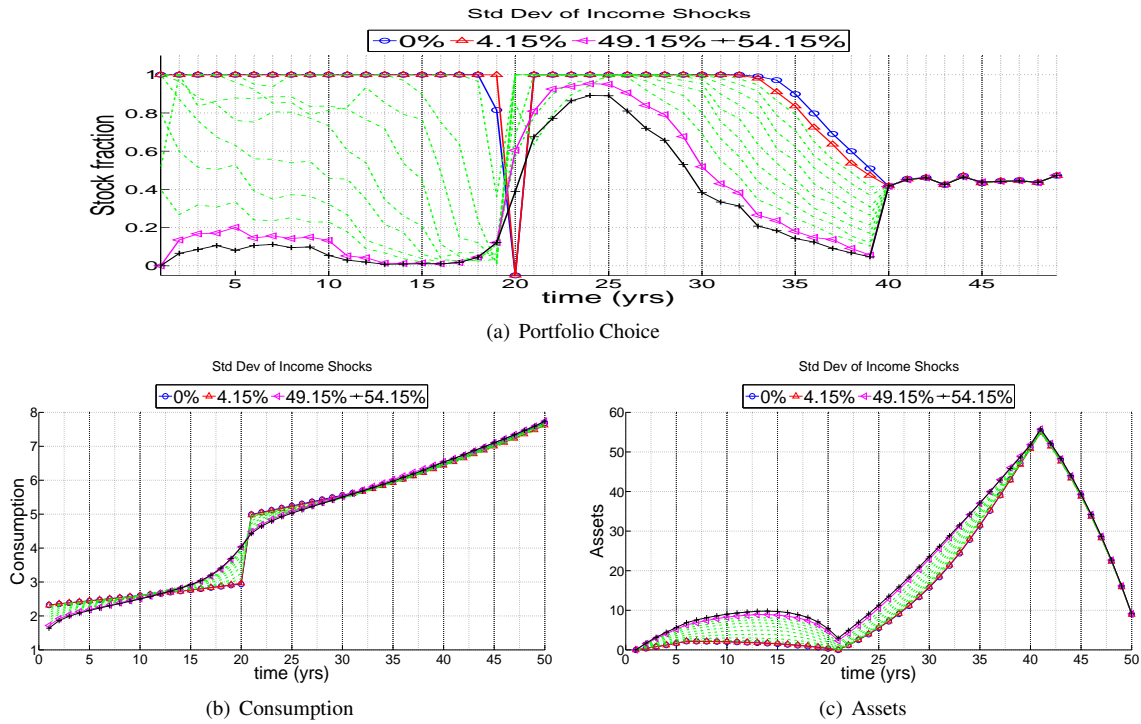 Std Dev of Income Shocks
0% 4.15% 49.15% 54.15%
1
0.8
0.6
0.4
0.2
0
Stock fraction
5 10 15 20 25 30 35 40 45
time (yrs)
(a) Portfolio Choice
Std Dev of Income Shocks
0% 4.15% 49.15% 54.15%
8
7
6
5
4
3
2
1
Consumption
0 5 10 15 20 25 30 35 40 45 50
time (yrs)
(b) Consumption
Std Dev of Income Shocks
0% 4.15% 49.15% 54.15%
60
50
40
30
20
10
0
Assets
0 5 10 15 20 25 30 35 40 45 50
time (yrs)
(c) Assets